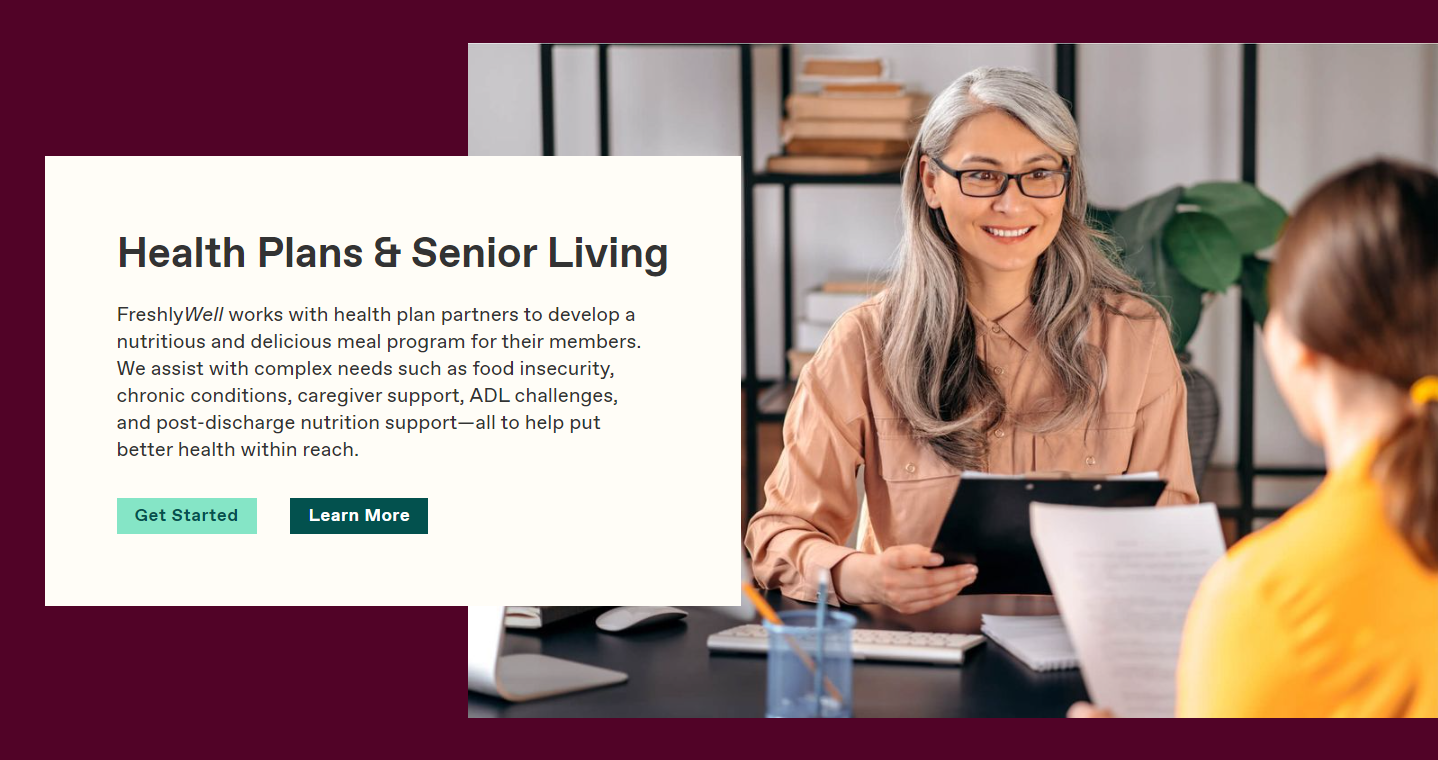 Health Plans & Senior Living
FreshlyWell works with health plan partners to develop a
nutritious and delicious meal program for their members.
We assist with complex needs such as food insecurity,
chronic conditions, caregiver support, ADL challenges,
and post-discharge nutrition support—all to help put
better health within reach.
Get Started
Learn More